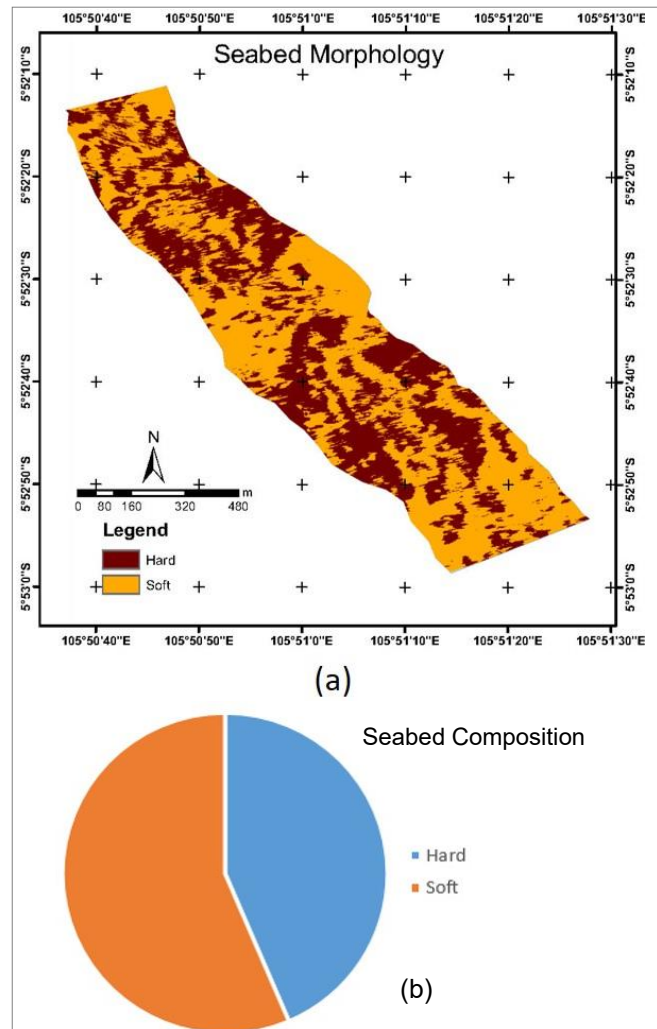 105°50'40"E 105°50'50"E 105°51'0"E 105°51'10"E 105°51'20"E 105°51'30"E
Seabed Morphology
5°52'10"S 5°52'10"S
5°52'20"S 5°52'20"S
5°52'30"S 5°52'30"S
5°52'40"S 5°52'40"S
5°52'50"S 5°52'50"S
5°53'0"S 5°53'0"S
N
0 80 160 320 480 m
Legend
Hard
Soft
105°50'40"E 105°50'50"E 105°51'0"E 105°51'10"E 105°51'20"E 105°51'30"E
(a)
Seabed Composition
Hard
Soft
(b)